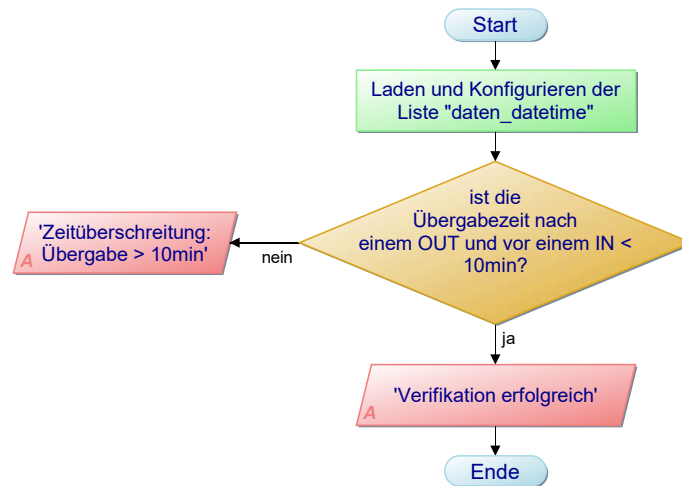 Start
Laden und Konfigurieren der
Liste "daten_datetime"
ist die
Übergabezeit nach
einem OUT und vor einem IN <
10min?
'Zeitüberschreitung:
Übergabe > 10min'
A
nein
ja
'Verifikation erfolgreich'
A
Ende